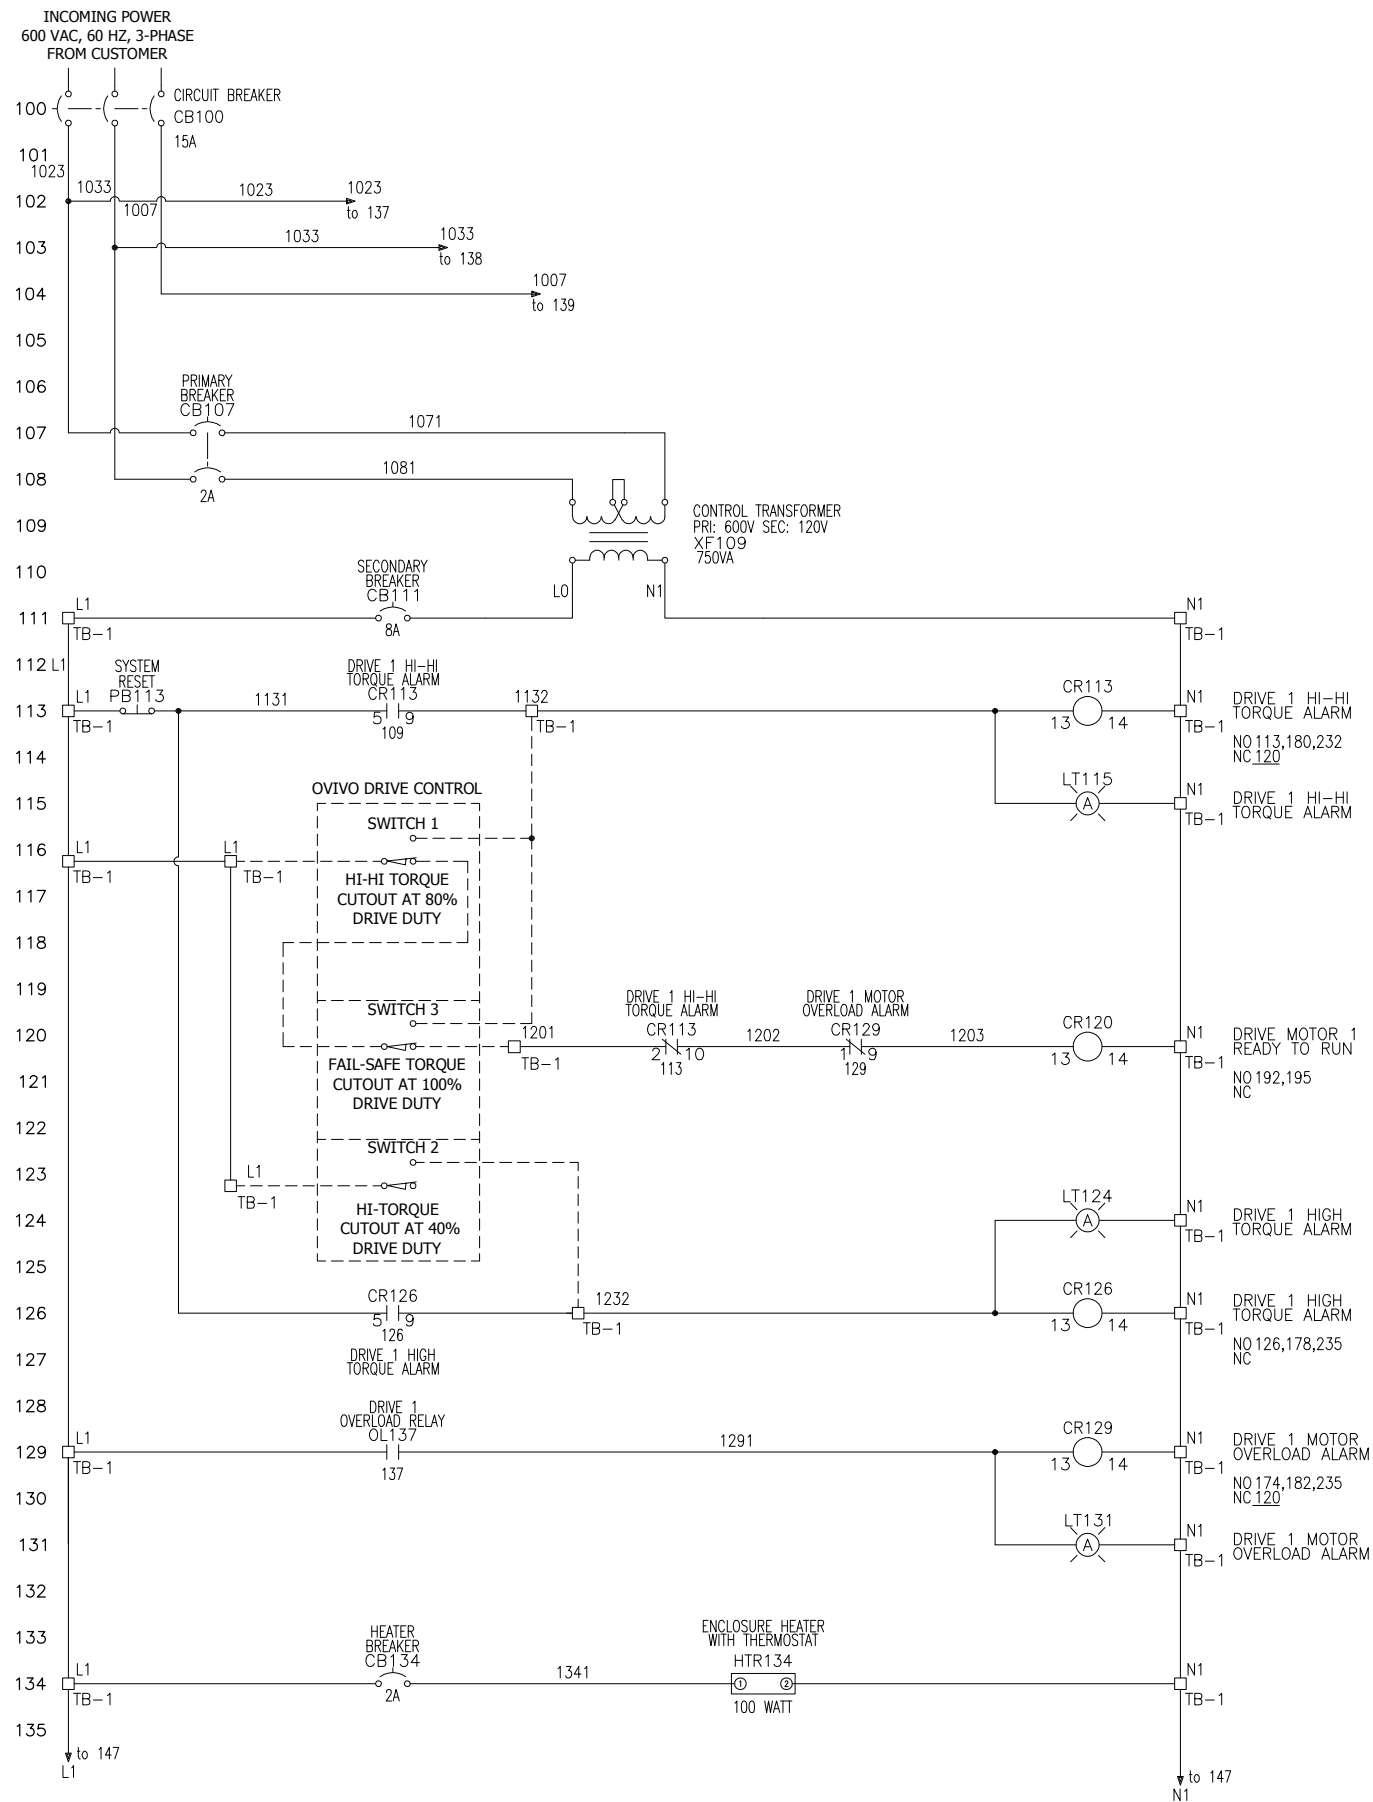 INCOMING POWER
600 VAC, 60 HZ, 3-PHASE
FROM CUSTOMER
100
CIRCUIT BREAKER
CB100
15A
101
1023
102
1033
1023
1023
to 137
1007
103
1033
1033
to 138
104
1007
to 139
105
106
PRIMARY
BREAKER
CB107
107
1071
108
1081
2A
109
CONTROL TRANSFORMER
PRI: 600V SEC: 120V
XF109
750VA
110
SECONDARY
BREAKER
CB111
L0
N1
111
L1
TB-1
8A
N1
TB-1
112
L1
SYSTEM
RESET
PB113
DRIVE 1 HI-HI
TORQUE ALARM
CR113
113
L1
TB-1
1131
5 9
109
1132
TB-1
CR113
13 14
N1
TB-1
DRIVE 1 HI-HI
TORQUE ALARM
NO 113,180,232
NC 120
114
OVIVO DRIVE CONTROL
LT115
A
115
N1
TB-1
DRIVE 1 HI-HI
TORQUE ALARM
SWITCH 1
116
L1
TB-1
L1
TB-1
HI-HI TORQUE
CUTOUT AT 80%
DRIVE DUTY
117
118
119
SWITCH 3
DRIVE 1 HI-HI
TORQUE ALARM
CR113
DRIVE 1 MOTOR
OVERLOAD ALARM
CR129
CR120
120
1201
TB-1
2 10
113
1202
1 9
129
1203
13 14
N1
TB-1
DRIVE MOTOR 1
READY TO RUN
NO 192,195
NC
FAIL-SAFE TORQUE
CUTOUT AT 100%
DRIVE DUTY
121
122
SWITCH 2
123
L1
TB-1
HI-TORQUE
CUTOUT AT 40%
DRIVE DUTY
124
LT124
A
N1
TB-1
DRIVE 1 HIGH
TORQUE ALARM
125
CR126
126
5 9
126
DRIVE 1 HIGH
TORQUE ALARM
1232
TB-1
CR126
13 14
N1
TB-1
DRIVE 1 HIGH
TORQUE ALARM
NO 126,178,235
NC
127
128
DRIVE 1
OVERLOAD RELAY
OL137
129
L1
TB-1
137
1291
CR129
13 14
N1
TB-1
DRIVE 1 MOTOR
OVERLOAD ALARM
NO 174,182,235
NC 120
130
LT131
A
131
N1
TB-1
DRIVE 1 MOTOR
OVERLOAD ALARM
132
133
HEATER
BREAKER
CB134
ENCLOSURE HEATER
WITH THERMOSTAT
HTR134
134
L1
TB-1
2A
1341
1 2
100 WATT
N1
TB-1
135
to 147
L1
to 147
N1